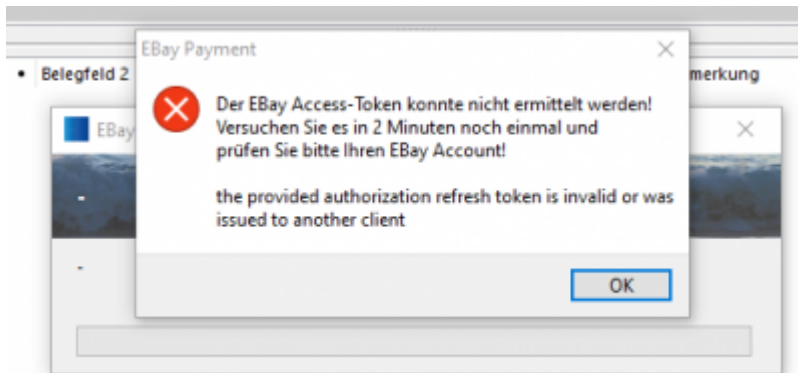 EBay Payment
Belegfeld 2
merkung
EBay
Der EBay Access-Token konnte nicht ermittelt werden!
Versuchen Sie es in 2 Minuten noch einmal und
prüfen Sie bitte Ihren EBay Account!
the provided authorization refresh token is invalid or was
issued to another client
-
-
OK